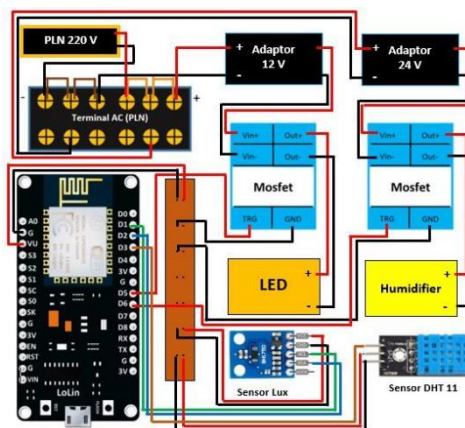 PLN 220 V
Adaptor
12 V
Adaptor
24 V
+
-
+
-
-
+
Terminal AC (PLN)
Vin+
Out+
Vin-
Out-
Mosfet
TRG
GND
Vin+
Out+
Vin-
Out-
Mosfet
TRG
GND
A0
G
VU
S3
S2
S1
SC
S0
SK
G
3V
EN
RST
G
VIN
D0
D1
D2
D3
D4
3V
G
D5
D6
D7
D8
RX
TX
G
3V
LoLin
LED
+
-
Humidifier
+
-
Sensor Lux
Sensor DHT 11